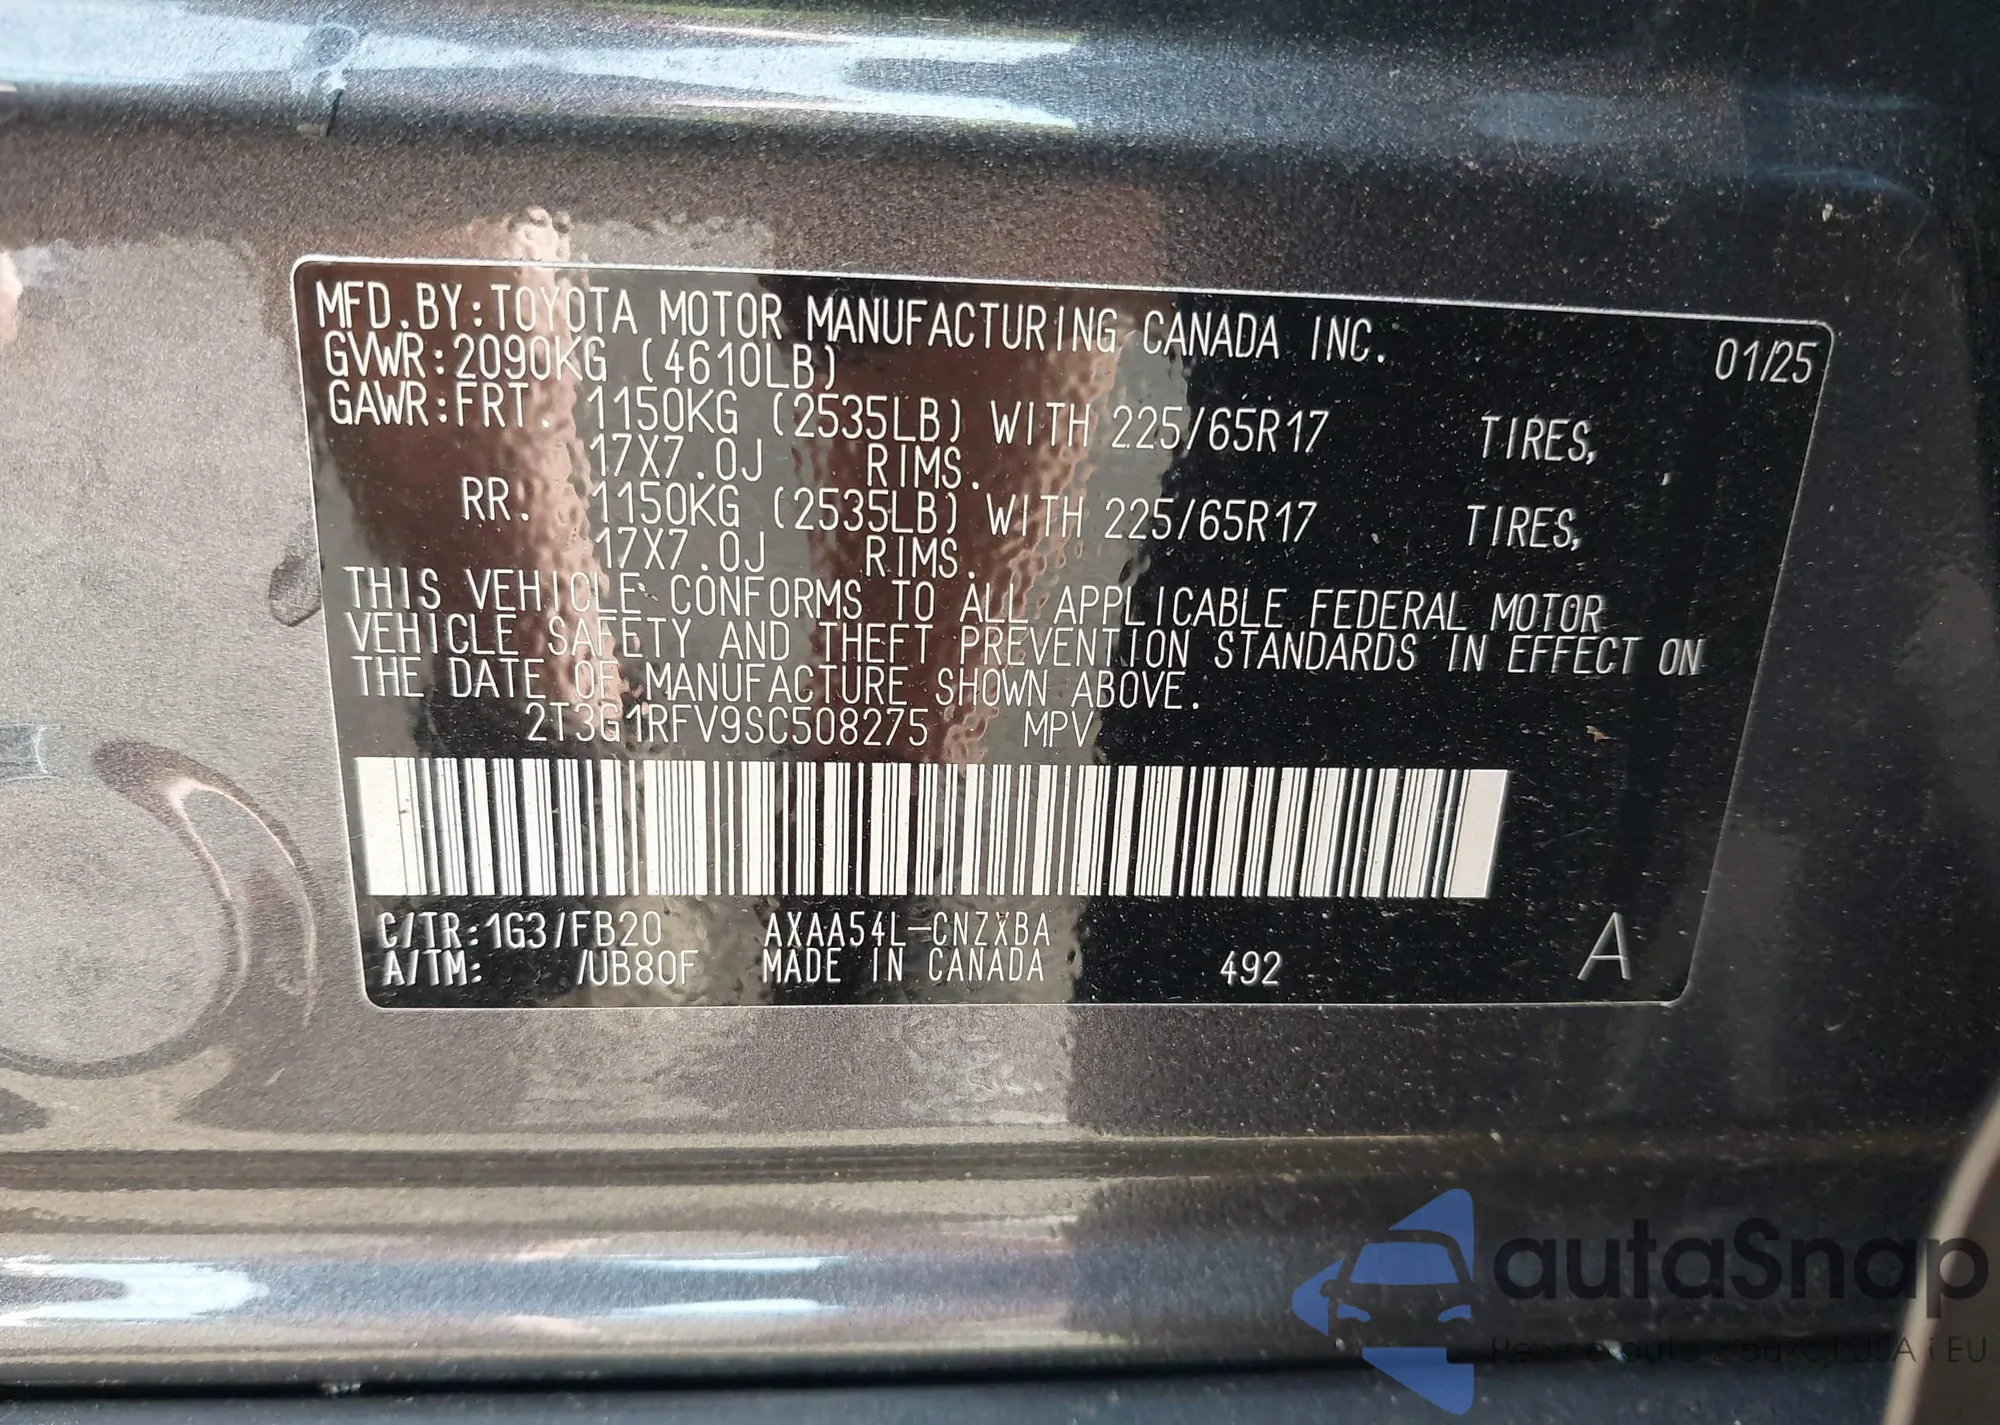 MFD.BY:TOYOTA MOTOR MANUFACTURING CANADA INC. 01/25
GVWR:2090KG (4610LB)
GAWR:FRT. 1150KG (2535LB) WITH 225/65R17 TIRES,
17X7.0J RIMS.
RR. 1150KG (2535LB) WITH 225/65R17 TIRES,
17X7.0J RIMS.
THIS VEHICLE CONFORMS TO ALL APPLICABLE FEDERAL MOTOR
VEHICLE SAFETY AND THEFT PREVENTION STANDARDS IN EFFECT ON
THE DATE OF MANUFACTURE SHOWN ABOVE.
2T3G1RFV9SC508275 MPV
C/TR:1G3/FB20 AXAA54L-CNZXBA
A/TM: /UB80F MADE IN CANADA 492 A
autaSnap
USA i EU